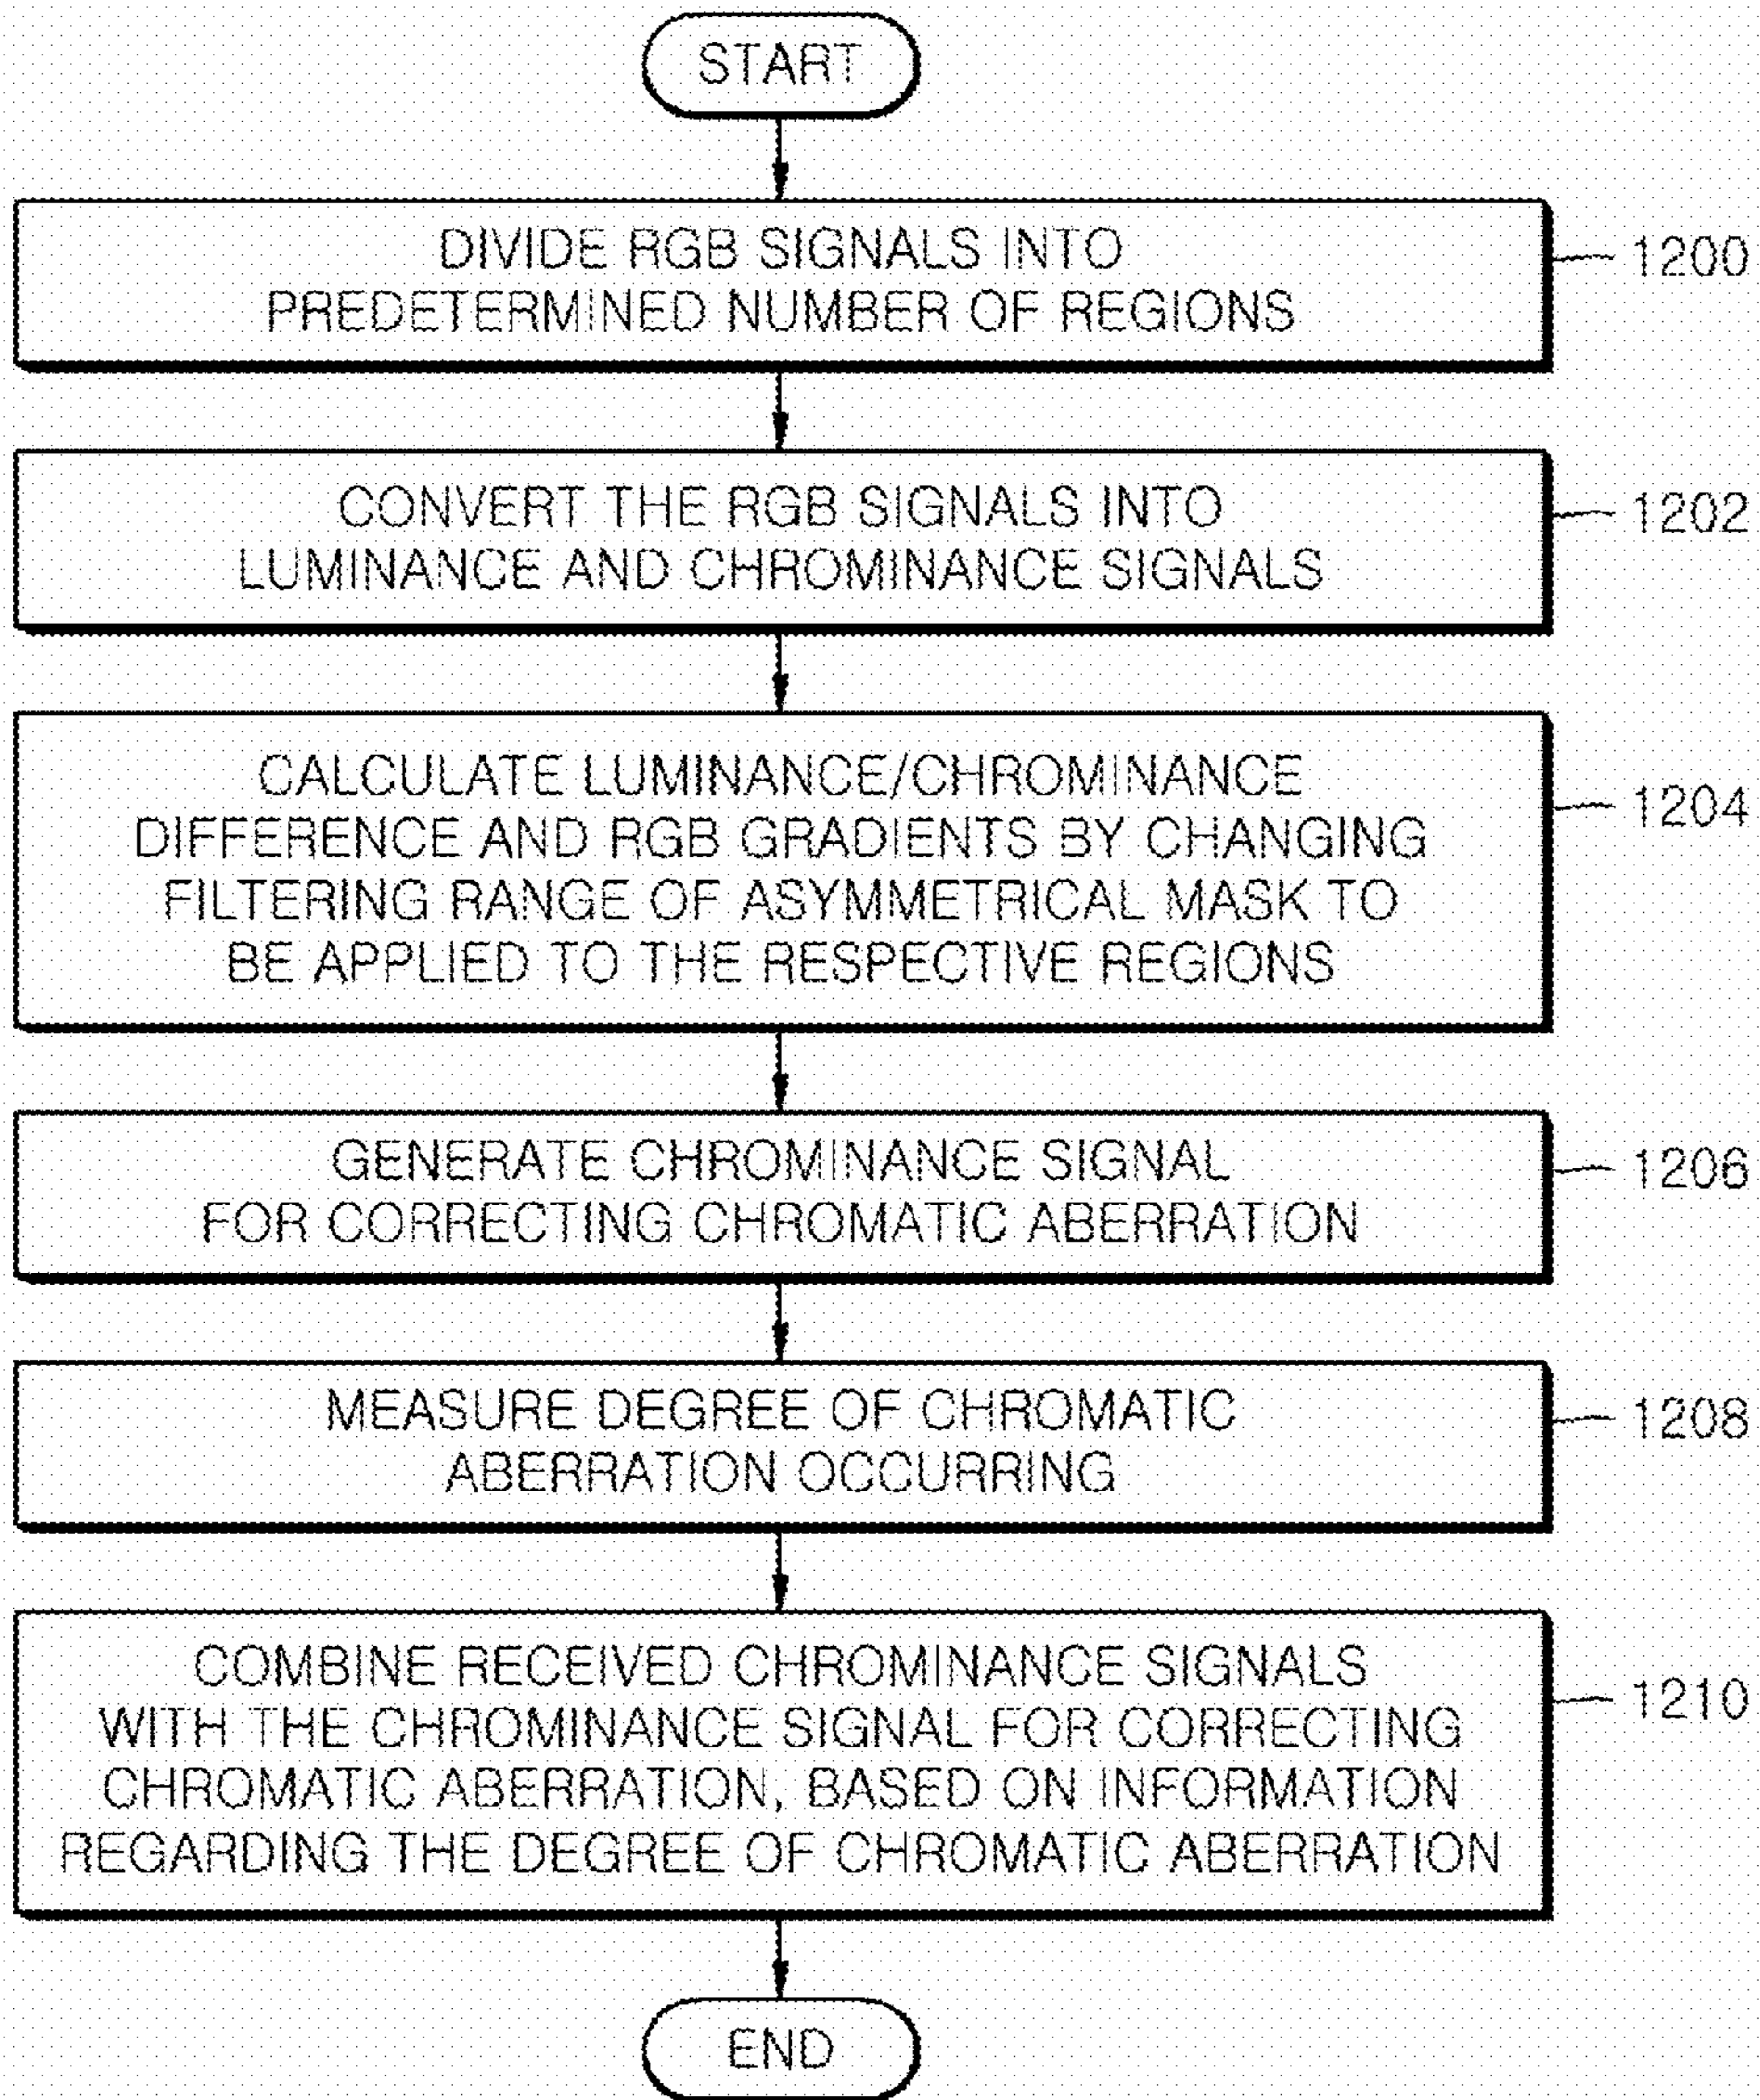 START
DIVIDE RGB SIGNALS INTO
PREDETERMINED NUMBER OF REGIONS
1200
CONVERT THE RGB SIGNALS INTO
LUMINANCE AND CHROMINANCE SIGNALS
1202
CALCULATE LUMINANCE/CHROMINANCE
DIFFERENCE AND RGB GRADIENTS BY CHANGING
FILTERING RANGE OF ASYMMETRICAL MASK TO
BE APPLIED TO THE RESPECTIVE REGIONS
1204
GENERATE CHROMINANCE SIGNAL
FOR CORRECTING CHROMATIC ABERRATION
1206
MEASURE DEGREE OF CHROMATIC
ABERRATION OCCURRING
1208
COMBINE RECEIVED CHROMINANCE SIGNALS
WITH THE CHROMINANCE SIGNAL FOR CORRECTING
CHROMATIC ABERRATION, BASED ON INFORMATION
REGARDING THE DEGREE OF CHROMATIC ABERRATION
1210
END